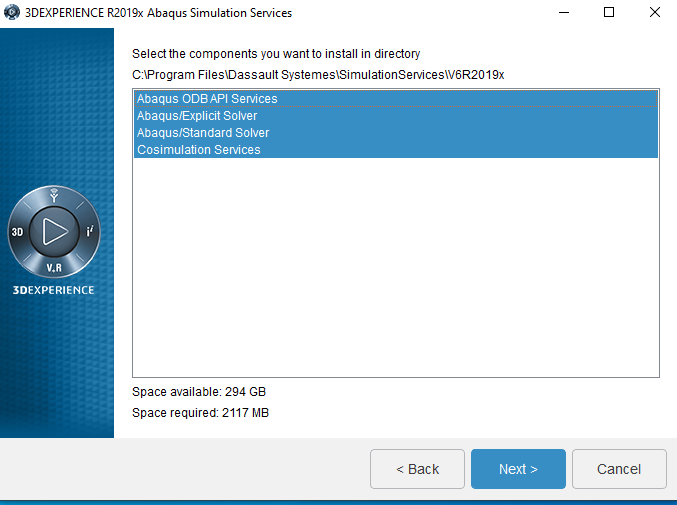 3DEXPERIENCE R2019x Abaqus Simulation Services
Select the components you want to install in directory
C:\Program Files\Dassault Systemes\SimulationServices\V6R2019x
Abaqus ODB API Services
Abaqus/Explicit Solver
Abaqus/Standard Solver
Cosimulation Services
3D
i²
V.R
3DEXPERIENCE
Space available: 294 GB
Space required: 2117 MB
< Back
Next >
Cancel